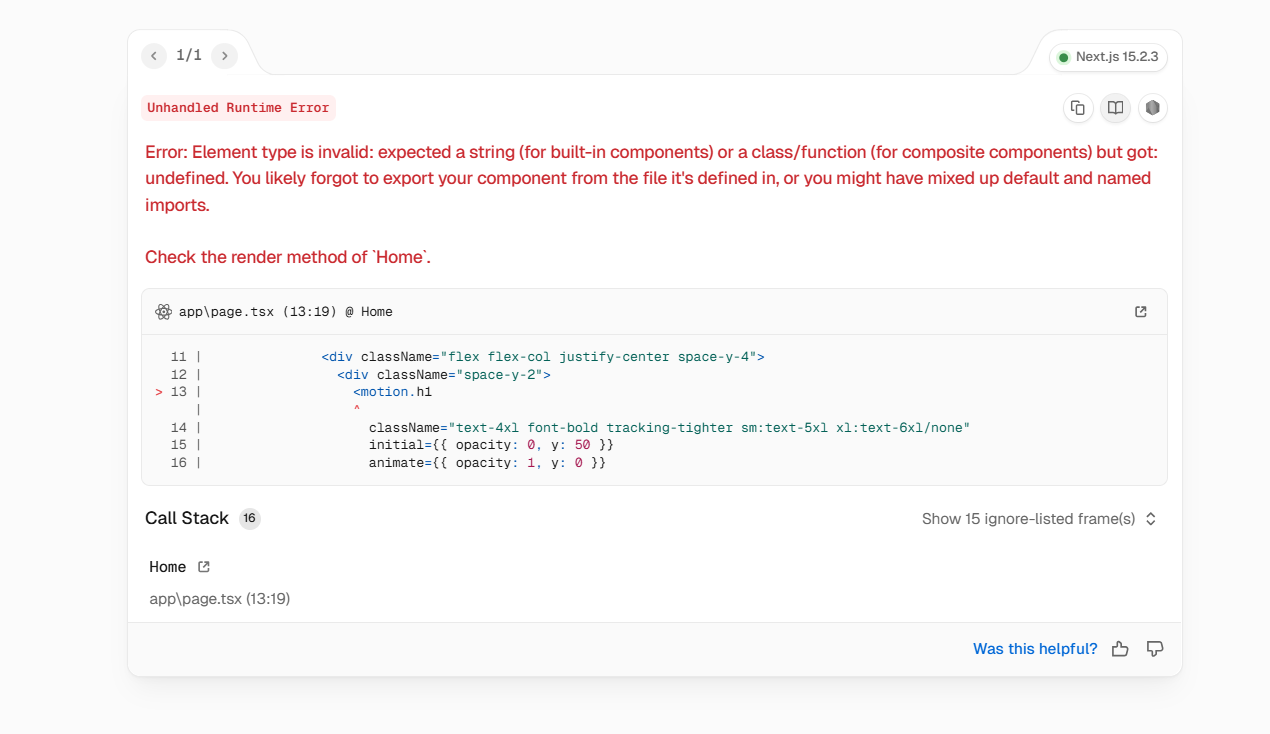 1/1
Next.js 15.2.3
Unhandled Runtime Error
Error: Element type is invalid: expected a string (for built-in components) or a class/function (for composite components) but got:
undefined. You likely forgot to export your component from the file it's defined in, or you might have mixed up default and named
imports.
Check the render method of `Home`.
app\page.tsx (13:19) @ Home
11 | <div className="flex flex-col justify-center space-y-4">
12 | <div className="space-y-2">
> 13 | <motion.h1
| ^
14 | className="text-4xl font-bold tracking-tighter sm:text-5xl xl:text-6xl/none"
15 | initial={{ opacity: 0, y: 50 }}
16 | animate={{ opacity: 1, y: 0 }}
Call Stack 16
Show 15 ignore-listed frame(s)
Home
app\page.tsx (13:19)
Was this helpful?